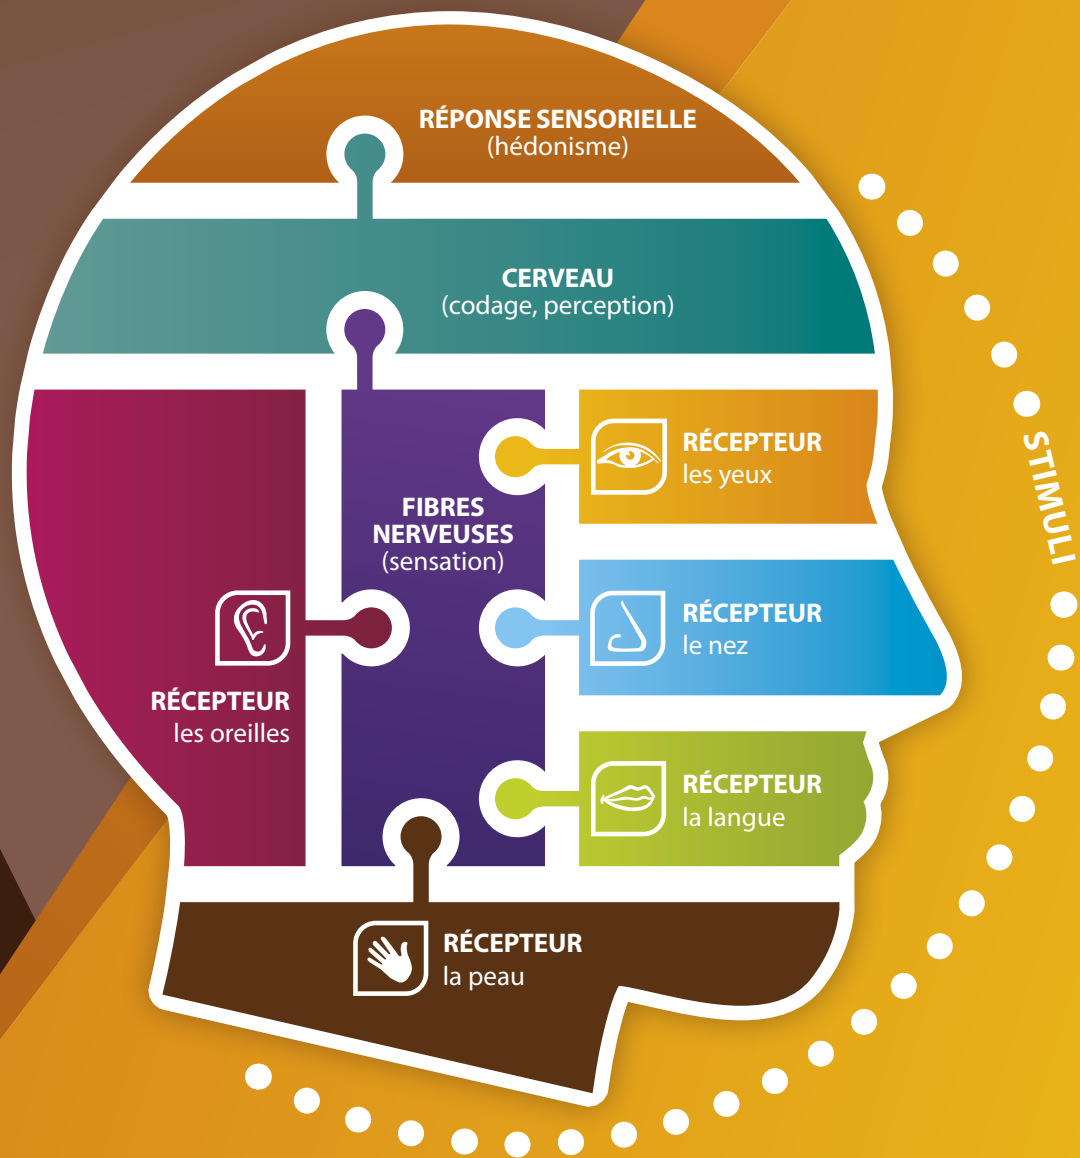 RÉPONSE SENSORIELLE
(hédonisme)
CERVEAU
(codage, perception)
STIMULI
RÉCEPTEUR
les yeux
FIBRES
NERVEUSES
(sensation)
RÉCEPTEUR
le nez
RÉCEPTEUR
les oreilles
RÉCEPTEUR
la langue
RÉCEPTEUR
la peau